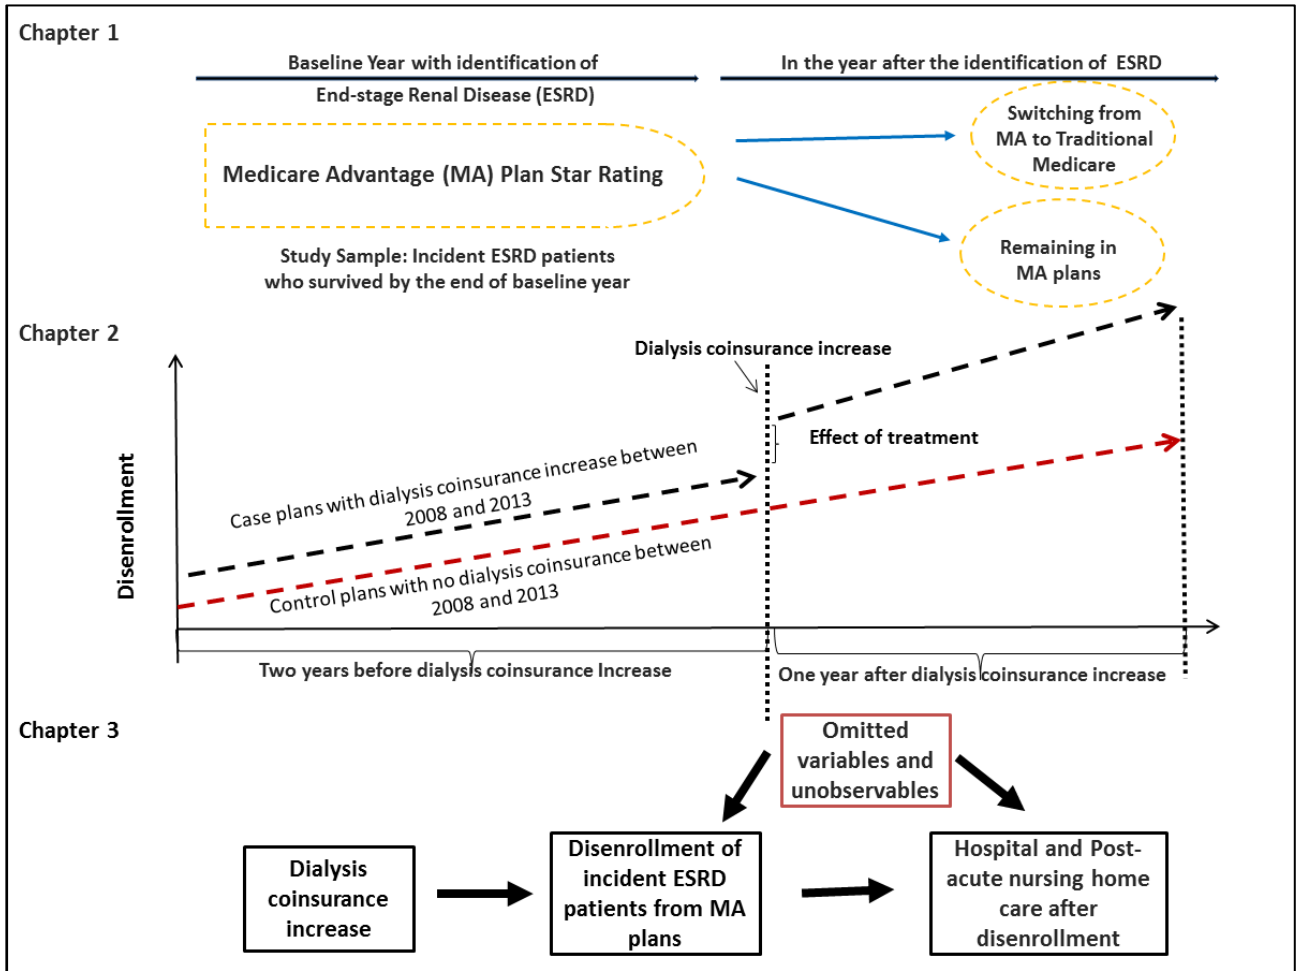 Chapter 1
Baseline Year with identification of
End-stage Renal Disease (ESRD)
In the year after the identification of ESRD
Medicare Advantage (MA) Plan Star Rating
Switching from
MA to Traditional
Medicare
Study Sample: Incident ESRD patients
who survived by the end of baseline year
Remaining in
MA plans
Chapter 2
Dialysis coinsurance increase
Effect of treatment
Disenrollment
Case plans with dialysis coinsurance increase between
2008 and 2013
Control plans with no dialysis coinsurance between
2008 and 2013
Two years before dialysis coinsurance Increase
One year after dialysis coinsurance increase
Chapter 3
Omitted
variables and
unobservables
Dialysis
coinsurance
increase
Disenrollment of
incident ESRD
patients from MA
plans
Hospital and Post-
acute nursing home
care after
disenrollment